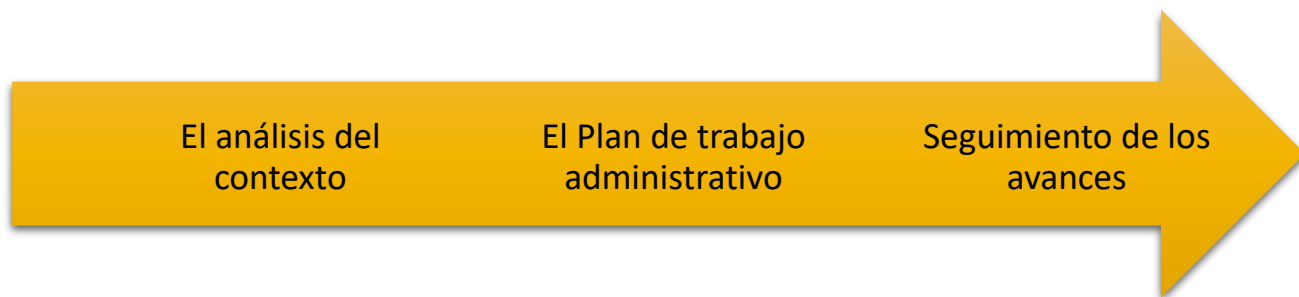 El análisis del
contexto
El Plan de trabajo
administrativo
Seguimiento de los
avances